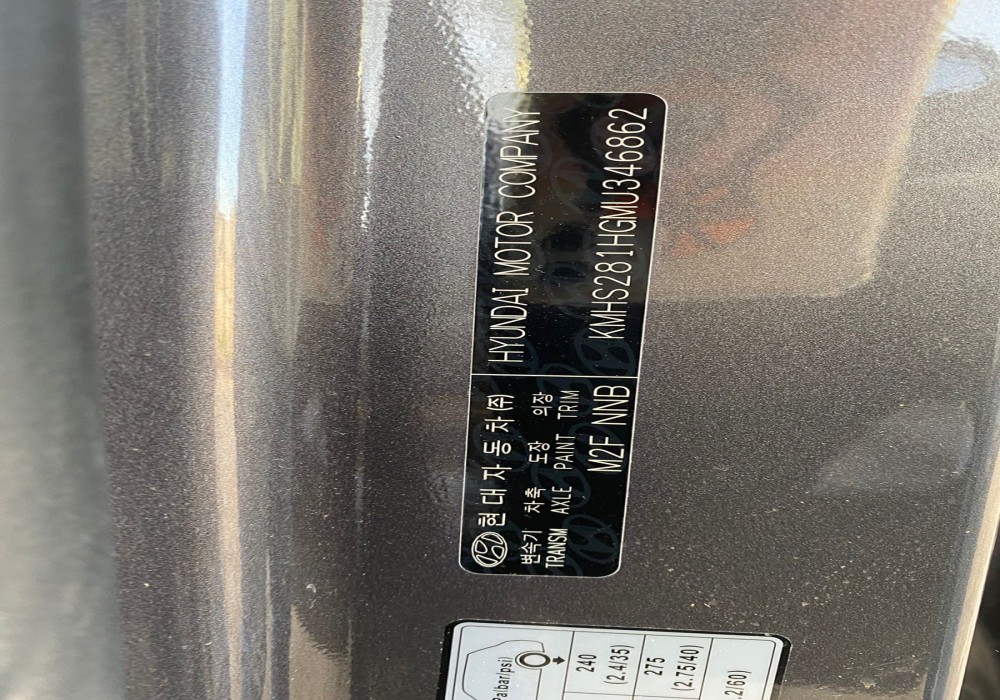 현대자동차(주) HYUNDAI MOTOR COMPANY
변속기 차축 도장 의장
TRANSM AXLE PAINT TRIM
KMHS281HGMU346862
M2F NNB
240
(2.4/35)
275
(2.75/40)